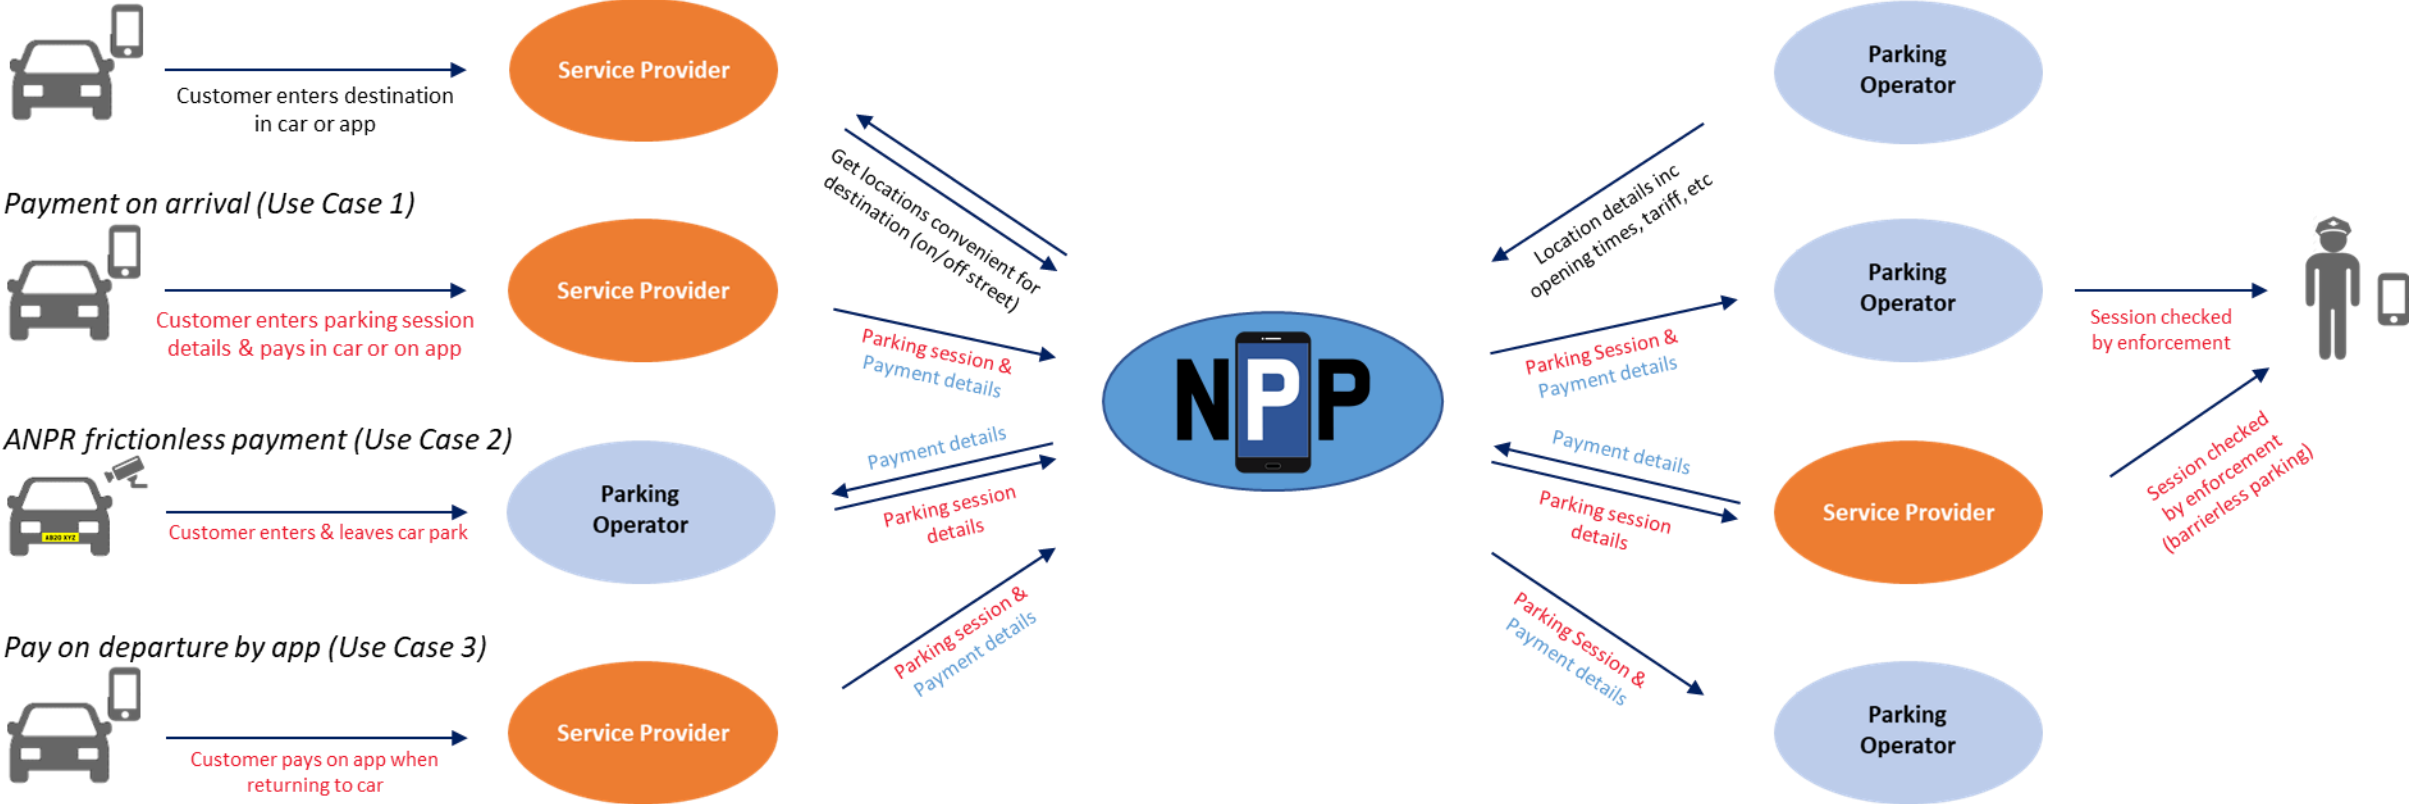 Customer enters destination
in car or app
Service Provider
Get locations convenient for
destination (on/off street)
Location details inc
opening times, tariff, etc
Parking
Operator
Payment on arrival (Use Case 1)
Customer enters parking session
details & pays in car or on app
Service Provider
Parking session &
Payment details
NPP
Parking Session &
Payment details
Parking
Operator
Session checked
by enforcement
ANPR frictionless payment (Use Case 2)
AB20 XYZ
Customer enters & leaves car park
Parking
Operator
Payment details
Parking session
details
Payment details
Parking session
details
Service Provider
Session checked
by enforcement
(barrierless parking)
Pay on departure by app (Use Case 3)
Customer pays on app when
returning to car
Service Provider
Parking session &
Payment details
Parking Session &
Payment details
Parking
Operator